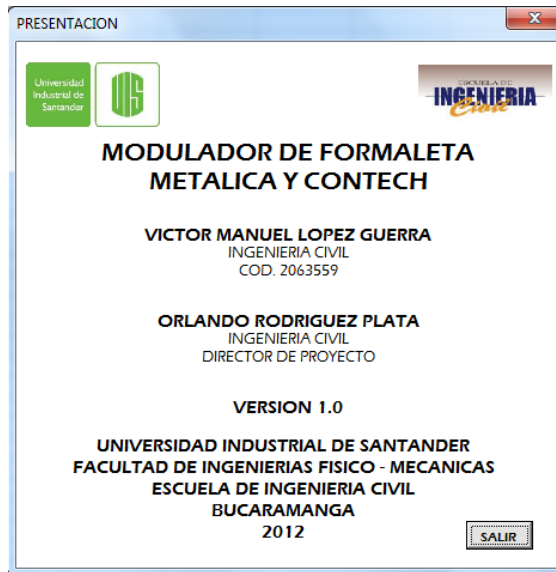 PRESENTACION
x
Universidad
Industrial de
Santander
UIS
ESCUELA DE
INGENIERIA
Civil
MODULADOR DE FORMALETA
METALICA Y CONTECH
VICTOR MANUEL LOPEZ GUERRA
INGENIERIA CIVIL
COD. 2063559
ORLANDO RODRIGUEZ PLATA
INGENIERIA CIVIL
DIRECTOR DE PROYECTO
VERSION 1.0
UNIVERSIDAD INDUSTRIAL DE SANTANDER
FACULTAD DE INGENIERIAS FISICO - MECANICAS
ESCUELA DE INGENIERIA CIVIL
BUCARAMANGA
2012
SALIR